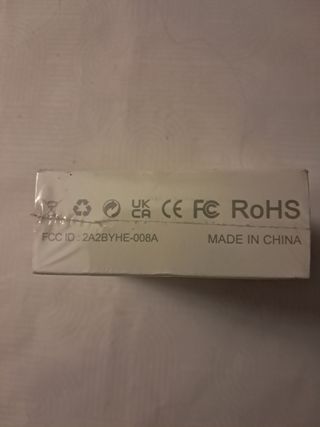 UK
CA CE FC RoHS
FCC ID : 2A2BYHE-008A MADE IN CHINA